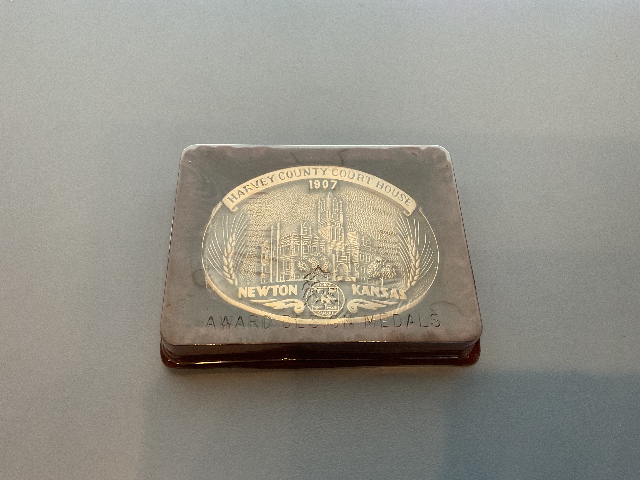 HARVEY COUNTY COURT HOUSE
1907
NEWTON KANSAS
AWARD DESIGN MEDALS